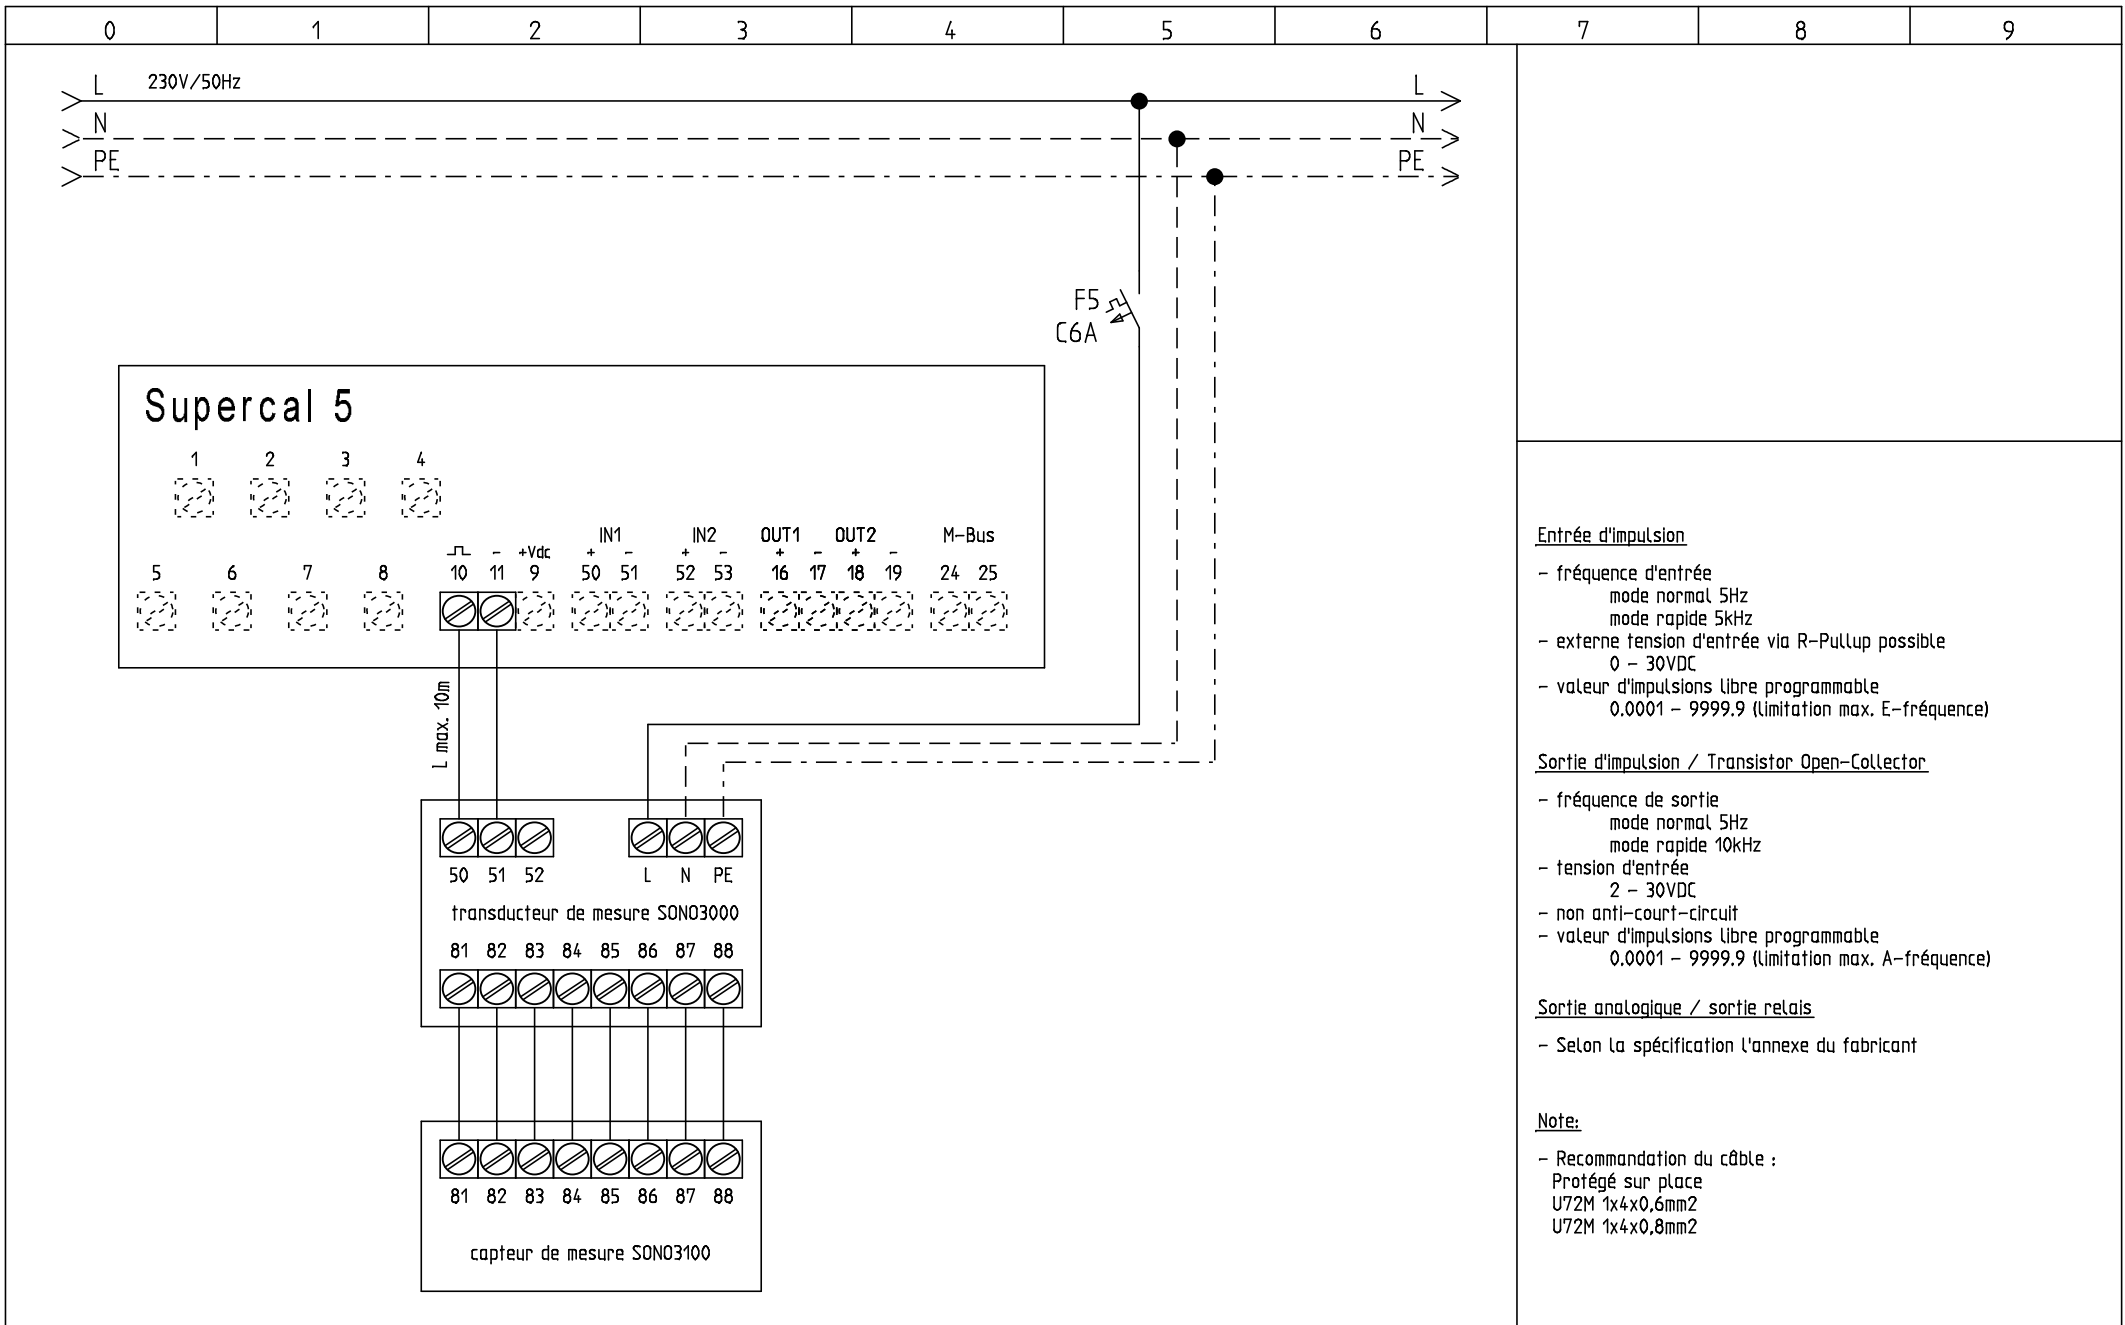 0 1 2 3 4 5 6 7 8 9
L 230V/50Hz L
N N
PE PE
F5
C6A
Supercal 5
1 2 3 4
IN1 IN2 OUT1 OUT2 M-Bus
- +Vdc + - + - + - + -
5 6 7 8 10 11 9 50 51 52 53 16 17 18 19 24 25
L max. 10m
50 51 52 L N PE
transducteur de mesure SONO3000
81 82 83 84 85 86 87 88
81 82 83 84 85 86 87 88
capteur de mesure SONO3100
Entrée d'impulsion
- fréquence d'entrée
mode normal 5Hz
mode rapide 5kHz
- externe tension d'entrée via R-Pullup possible
0 - 30VDC
- valeur d'impulsions libre programmable
0.0001 - 9999.9 (limitation max. E-fréquence)
Sortie d'impulsion / Transistor Open-Collector
- fréquence de sortie
mode normal 5Hz
mode rapide 10kHz
- tension d'entrée
2 - 30VDC
- non anti-court-circuit
- valeur d'impulsions libre programmable
0.0001 - 9999.9 (limitation max. A-fréquence)
Sortie analogique / sortie relais
- Selon la spécification l'annexe du fabricant
Note:
- Recommandation du câble :
Protégé sur place
U72M 1x4x0,6mm2
U72M 1x4x0,8mm2